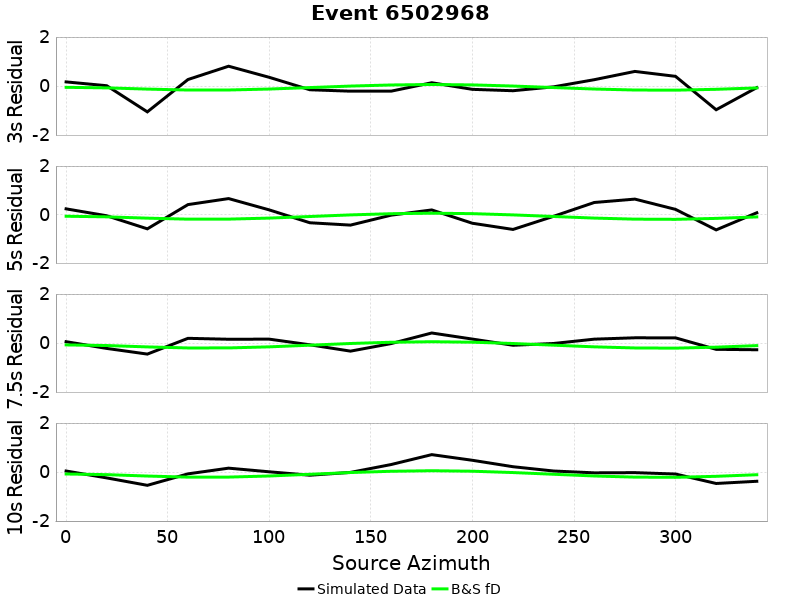 Event 6502968
3s Residual
2
0
-2
5s Residual
2
0
-2
7.5s Residual
2
0
-2
10s Residual
2
0
-2
0 50 100 150 200 250 300
Source Azimuth
Simulated Data B&S fD